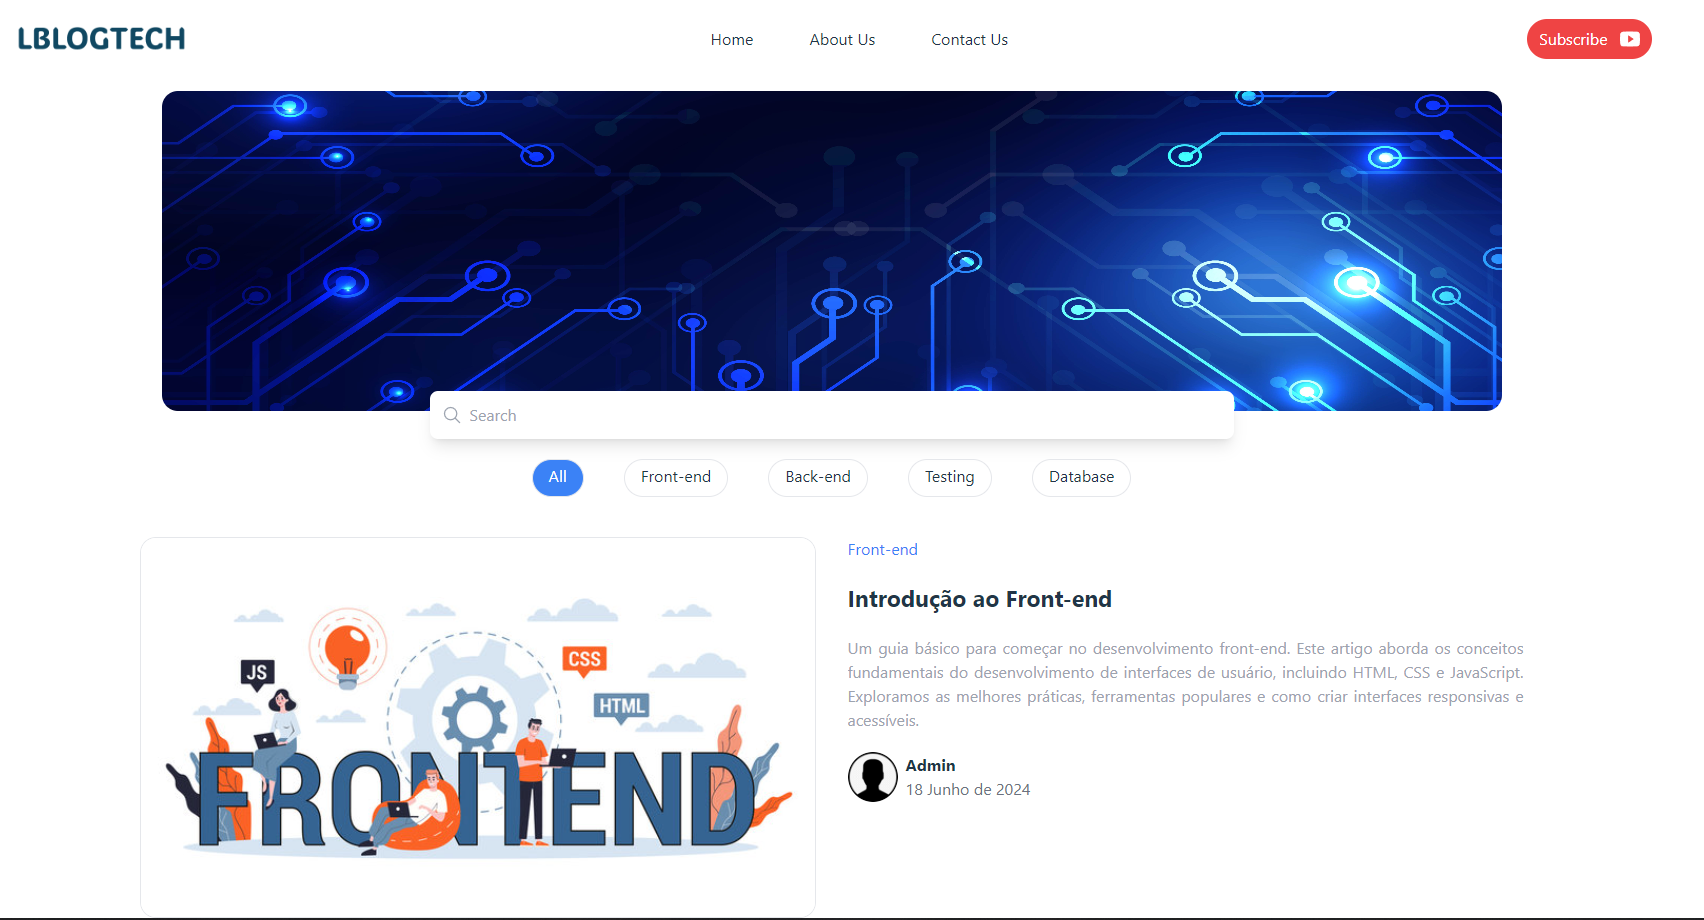 LBLOGTECH
Home About Us Contact Us
Subscribe
Search
All Front-end Back-end Testing Database
Front-end
Introdução ao Front-end
Um guia básico para começar no desenvolvimento front-end. Este artigo aborda os conceitos
fundamentais do desenvolvimento de interfaces de usuário, incluindo HTML, CSS e JavaScript.
Exploramos as melhores práticas, ferramentas populares e como criar interfaces responsivas e
acessíveis.
Admin
18 Junho de 2024
JS
CSS
HTML
FRONTEND